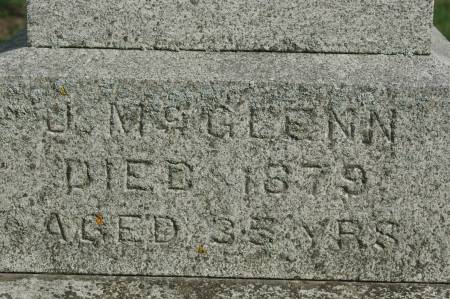 J. McGLENN
DIED 1879
AGED 35 YRS.